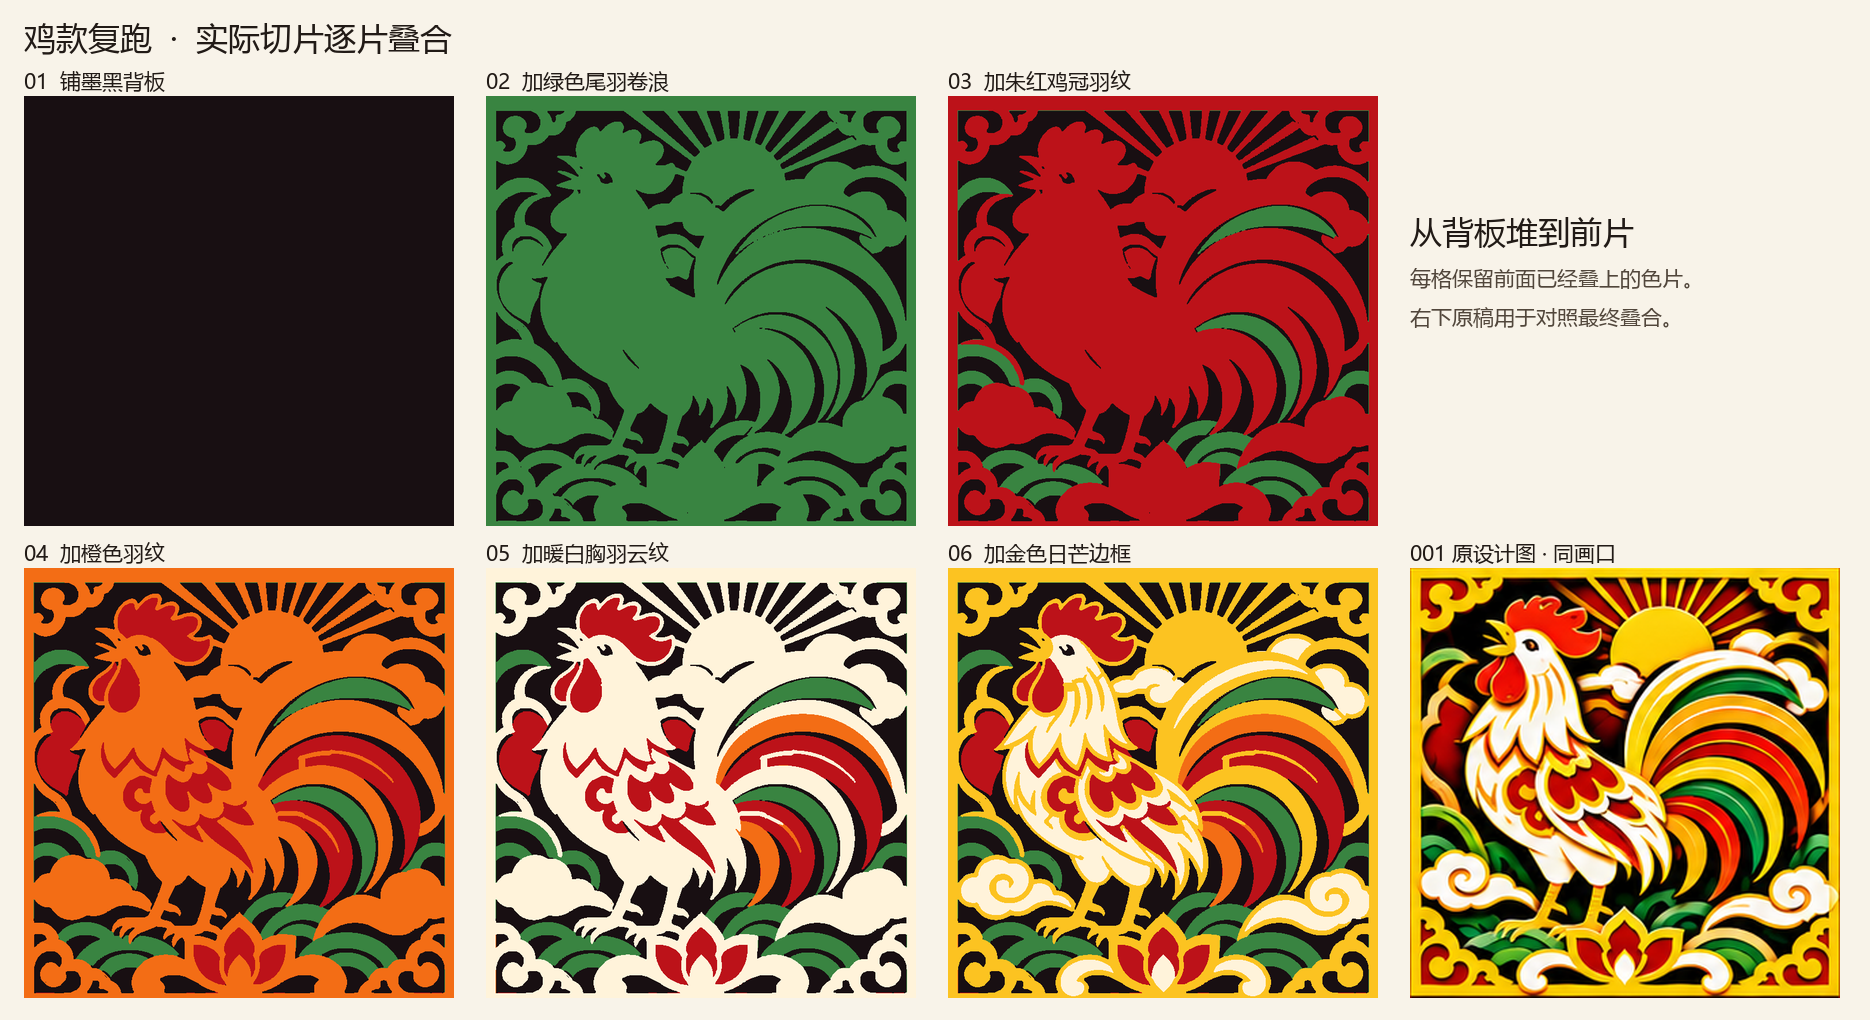 鸡款复跑 · 实际切片逐片叠合
01 铺墨黑背板
02 加绿色尾羽卷浪
03 加朱红鸡冠羽纹
从背板堆到前片
每格保留前面已经叠上的色片。
右下原稿用于对照最终叠合。
04 加橙色羽纹
05 加暖白胸羽云纹
06 加金色日芒边框
001 原设计图 · 同画口